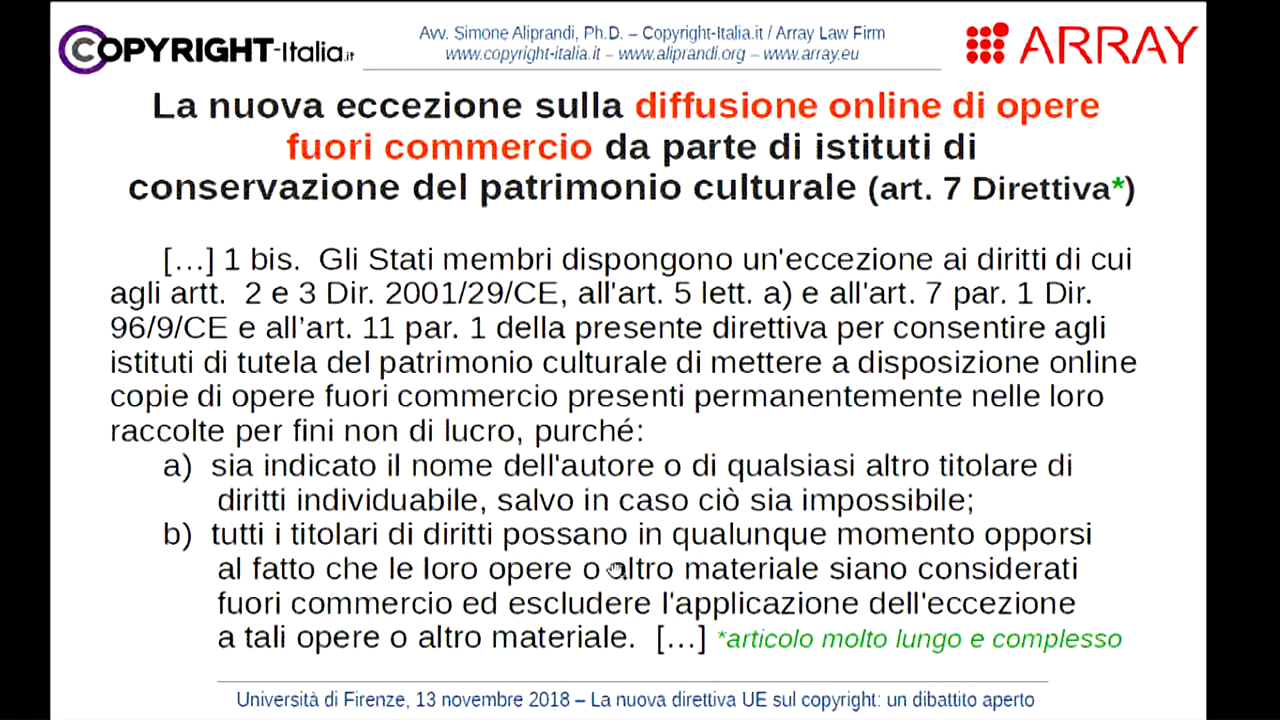 COPYRIGHT-Italia.it
Avv. Simone Aliprandi, Ph.D. – Copyright-Italia.it / Array Law Firm
www.copyright-italia.it – www.aliprandi.org – www.array.eu
ARRAY
La nuova eccezione sulla diffusione online di opere
fuori commercio da parte di istituti di
conservazione del patrimonio culturale (art. 7 Direttiva*)
[…] 1 bis. Gli Stati membri dispongono un'eccezione ai diritti di cui
agli artt. 2 e 3 Dir. 2001/29/CE, all'art. 5 lett. a) e all'art. 7 par. 1 Dir.
96/9/CE e all’art. 11 par. 1 della presente direttiva per consentire agli
istituti di tutela del patrimonio culturale di mettere a disposizione online
copie di opere fuori commercio presenti permanentemente nelle loro
raccolte per fini non di lucro, purché:
a) sia indicato il nome dell'autore o di qualsiasi altro titolare di
diritti individuabile, salvo in caso ciò sia impossibile;
b) tutti i titolari di diritti possano in qualunque momento opporsi
al fatto che le loro opere o altro materiale siano considerati
fuori commercio ed escludere l'applicazione dell'eccezione
a tali opere o altro materiale. […] *articolo molto lungo e complesso
Università di Firenze, 13 novembre 2018 – La nuova direttiva UE sul copyright: un dibattito aperto